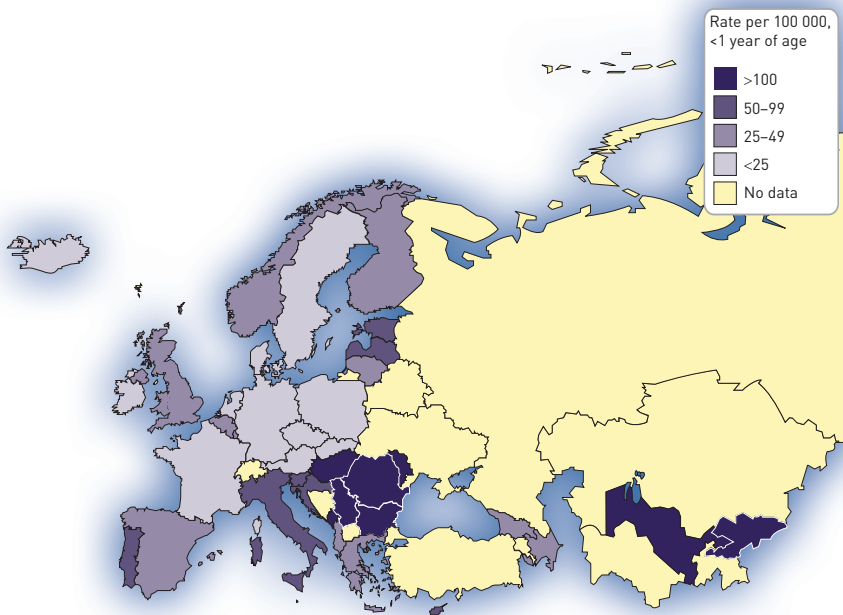 Rate per 100 000,
<1 year of age
>100
50–99
25–49
<25
No data